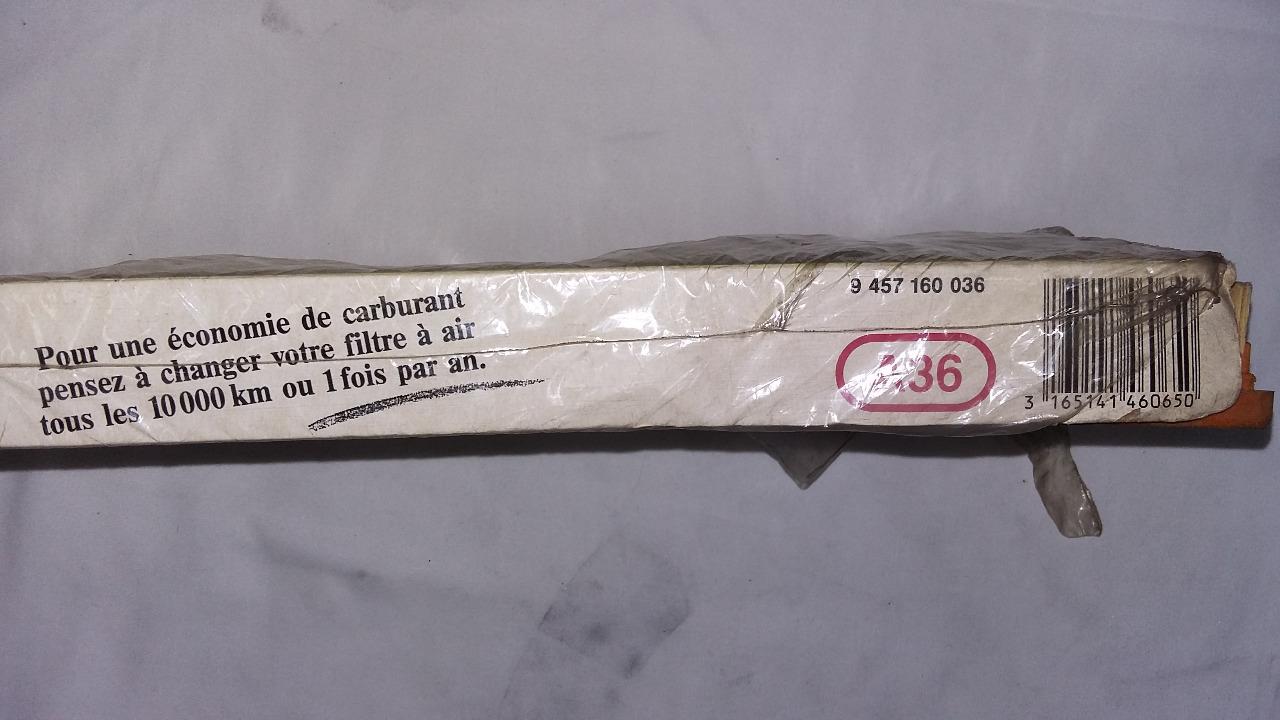 Pour une économie de carburant
pensez à changer votre filtre à air
tous les 10 000 km ou 1 fois par an.
9 457 160 036
A36
3 165141 460650